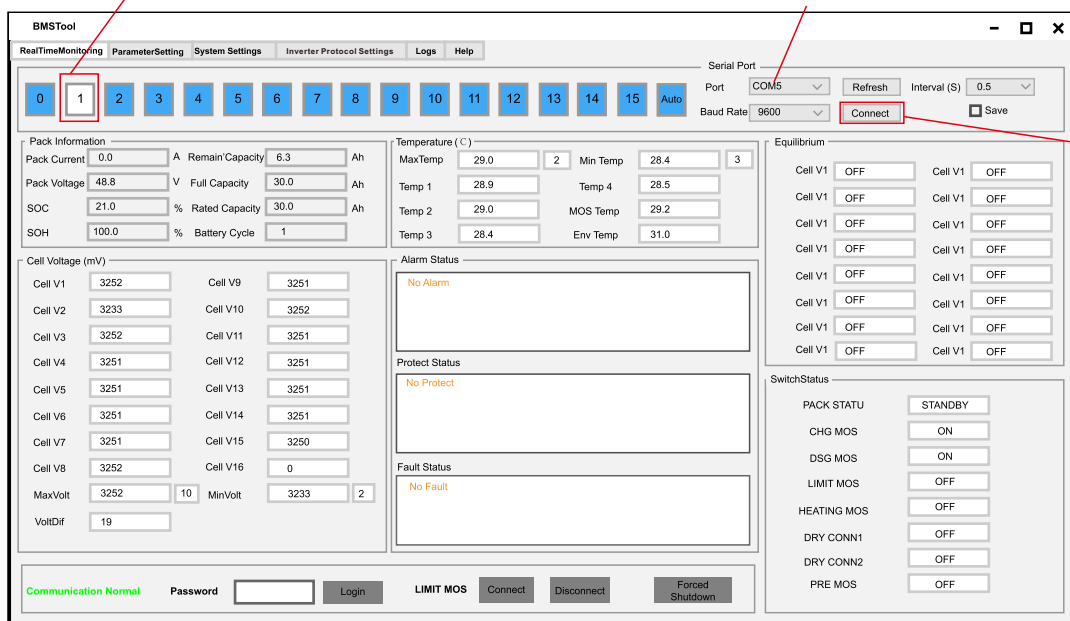 BMSTool
RealTimeMonitoring ParameterSetting System Settings Inverter Protocol Settings Logs Help
0 1 2 3 4 5 6 7 8 9 10 11 12 13 14 15 Auto
Serial Port
Port COM5 Refresh Interval (S) 0.5
Baud Rate 9600 Connect Save
Pack Information
Pack Current 0.0 A Remain'Capacity 6.3 Ah
Pack Voltage 48.8 V Full Capacity 30.0 Ah
SOC 21.0 % Rated Capacity 30.0 Ah
SOH 100.0 % Battery Cycle 1
Temperature (C)
MaxTemp 29.0 2 Min Temp 28.4 3
Temp 1 28.9 Temp 4 28.5
Temp 2 29.0 MOS Temp 29.2
Temp 3 28.4 Env Temp 31.0
Equilibrium
Cell V1 OFF Cell V1 OFF
Cell V1 OFF Cell V1 OFF
Cell V1 OFF Cell V1 OFF
Cell V1 OFF Cell V1 OFF
Cell V1 OFF Cell V1 OFF
Cell V1 OFF Cell V1 OFF
Cell V1 OFF Cell V1 OFF
Cell V1 OFF Cell V1 OFF
Cell Voltage (mV)
Cell V1 3252 Cell V9 3251
Cell V2 3233 Cell V10 3252
Cell V3 3252 Cell V11 3251
Cell V4 3251 Cell V12 3251
Cell V5 3251 Cell V13 3251
Cell V6 3251 Cell V14 3251
Cell V7 3251 Cell V15 3250
Cell V8 3252 Cell V16 0
MaxVolt 3252 10 MinVolt 3233 2
VoltDif 19
Alarm Status
No Alarm
Protect Status
No Protect
Fault Status
No Fault
SwitchStatus
PACK STATU STANDBY
CHG MOS ON
DSG MOS ON
LIMIT MOS OFF
HEATING MOS OFF
DRY CONN1 OFF
DRY CONN2 OFF
PRE MOS OFF
Communication Normal Password Login LIMIT MOS Connect Disconnect Forced
Shutdown